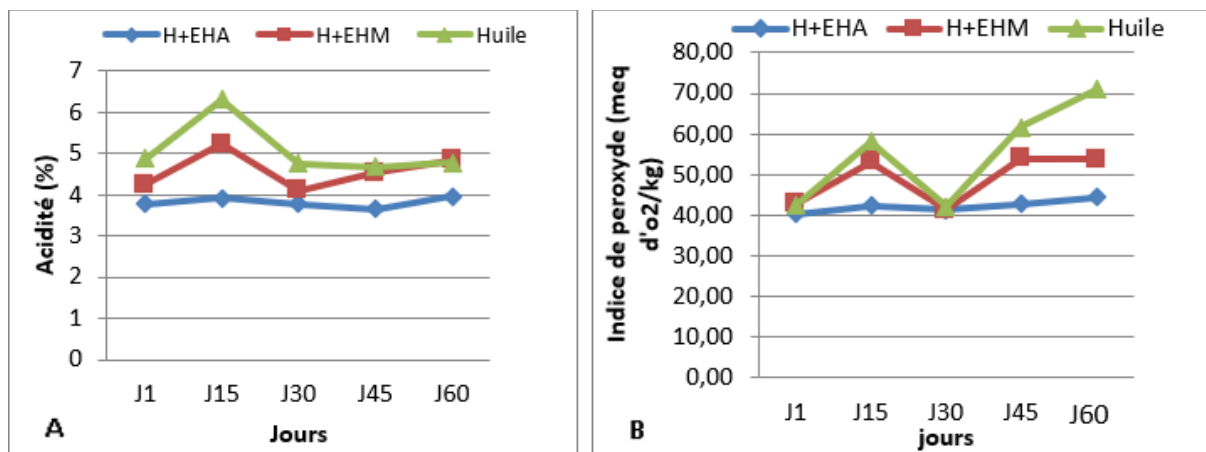 H+EHA H+EHM Huile
Acidité (%)
7
6
5
4
3
2
1
0
J1 J15 J30 J45 J60
Jours
A
H+EHA H+EHM Huile
Indice de peroxyde (meq
d'o2/kg)
80,00
70,00
60,00
50,00
40,00
30,00
20,00
10,00
0,00
J1 J15 J30 J45 J60
jours
B